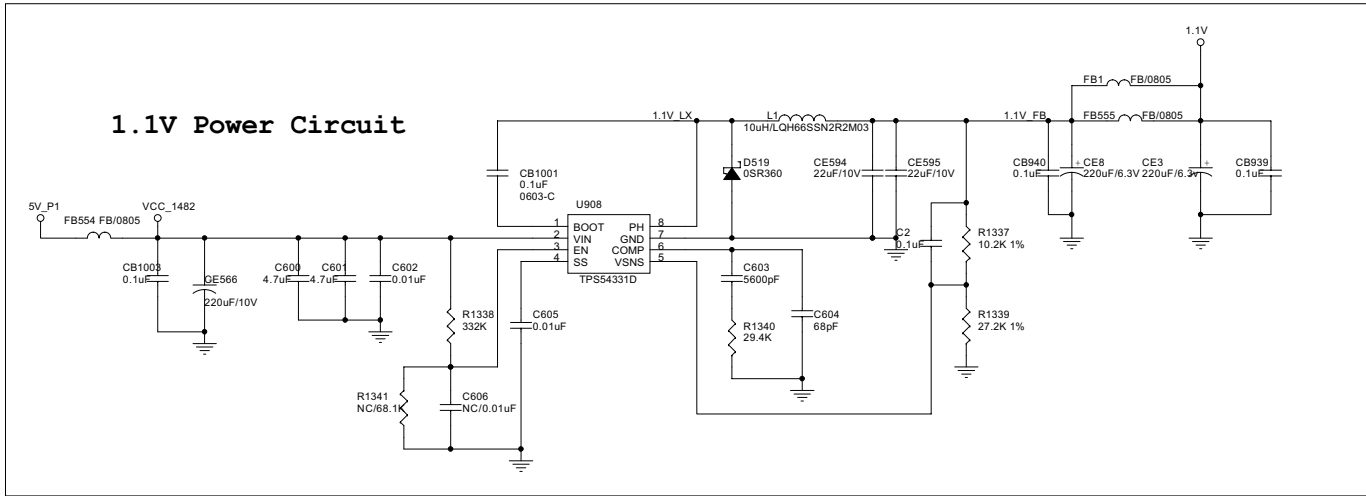 1.1V Power Circuit
1.1V
FB1 FB/0805
1.1V_LX
L1
10uH/LQH66SSN2R2M03
1.1V_FB
FB555 FB/0805
CB1001
0.1uF
0603-C
D519
0SR360
CE594
22uF/10V
CE595
22uF/10V
CB940
0.1uF
CE8
220uF/6.3V
CE3
220uF/6.3v
CB939
0.1uF
5V_P1
FB554 FB/0805
VCC_1482
U908
1 BOOT PH 8
2 VIN GND 7
3 EN COMP 6
4 SS VSNS 5
TPS54331D
C2
0.1uF
R1337
10.2K 1%
CB1003
0.1uF
CE566
220uF/10V
C600
4.7uF
C601
4.7uF
C602
0.01uF
C603
5600pF
R1338
332K
C605
0.01uF
R1340
29.4K
C604
68pF
R1339
27.2K 1%
R1341
NC/68.1K
C606
NC/0.01uF